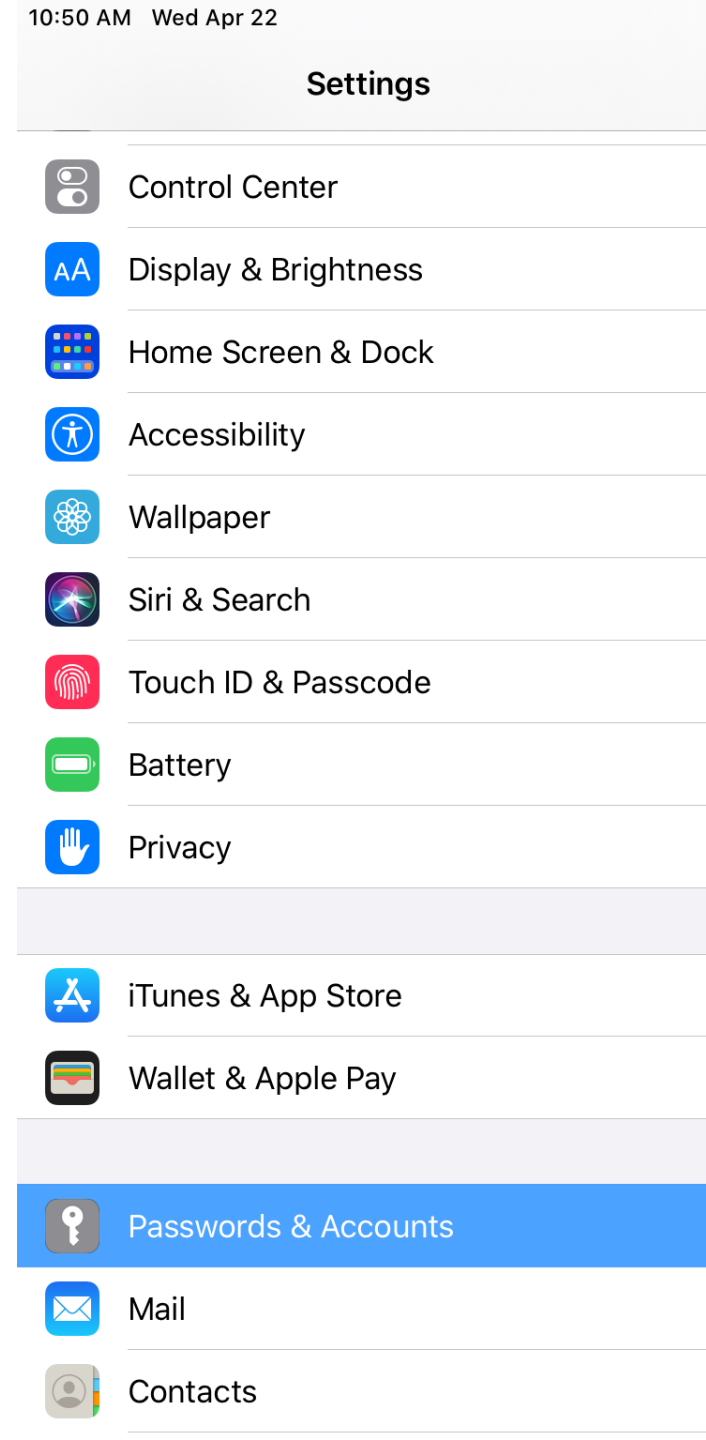 10:50 AM Wed Apr 22
Settings
Control Center
AA
Display & Brightness
Home Screen & Dock
Accessibility
Wallpaper
Siri & Search
Touch ID & Passcode
Battery
Privacy
iTunes & App Store
Wallet & Apple Pay
Passwords & Accounts
Mail
Contacts